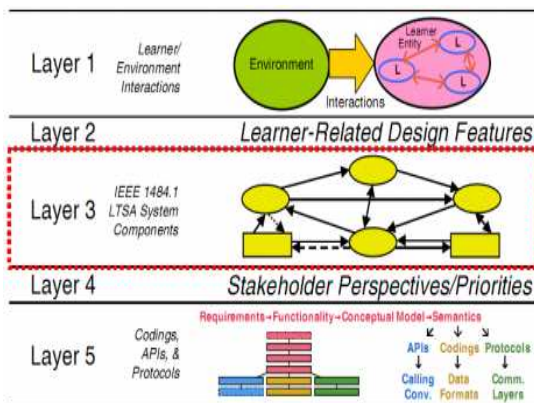 Layer 1
Learner/
Environment
Interactions
Environment
Interactions
Learner
Entity
L
L
L
Layer 2
Learner-Related Design Features
Layer 3
IEEE 1484.1
LTSA System
Components
Layer 4
Stakeholder Perspectives/Priorities
Layer 5
Codings,
APIs, &
Protocols
Requirements→Functionality→Conceptual Model→Semantics
APIs Codings Protocols
Calling Data Comm.
Conv. Formats Layers